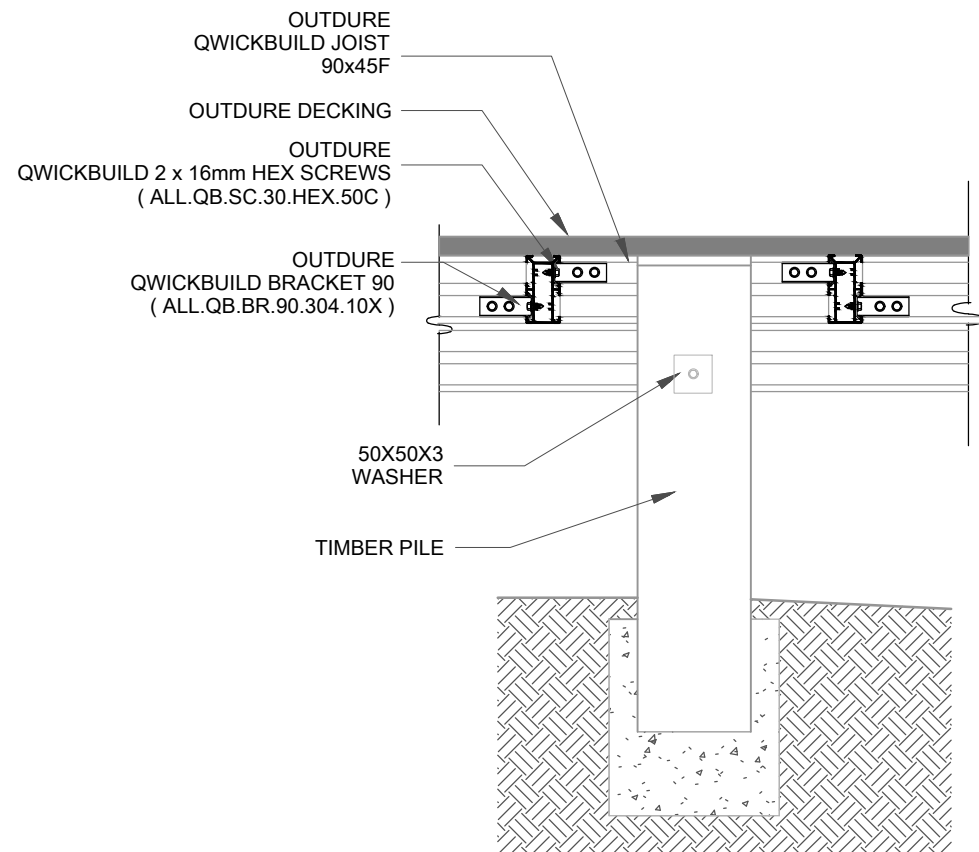 OUTDURE
QWICKBUILD JOIST
90x45F
OUTDURE DECKING
OUTDURE
QWICKBUILD 2 x 16mm HEX SCREWS
( ALL.QB.SC.30.HEX.50C )
OUTDURE
QWICKBUILD BRACKET 90
( ALL.QB.BR.90.304.10X )
50X50X3
WASHER
TIMBER PILE